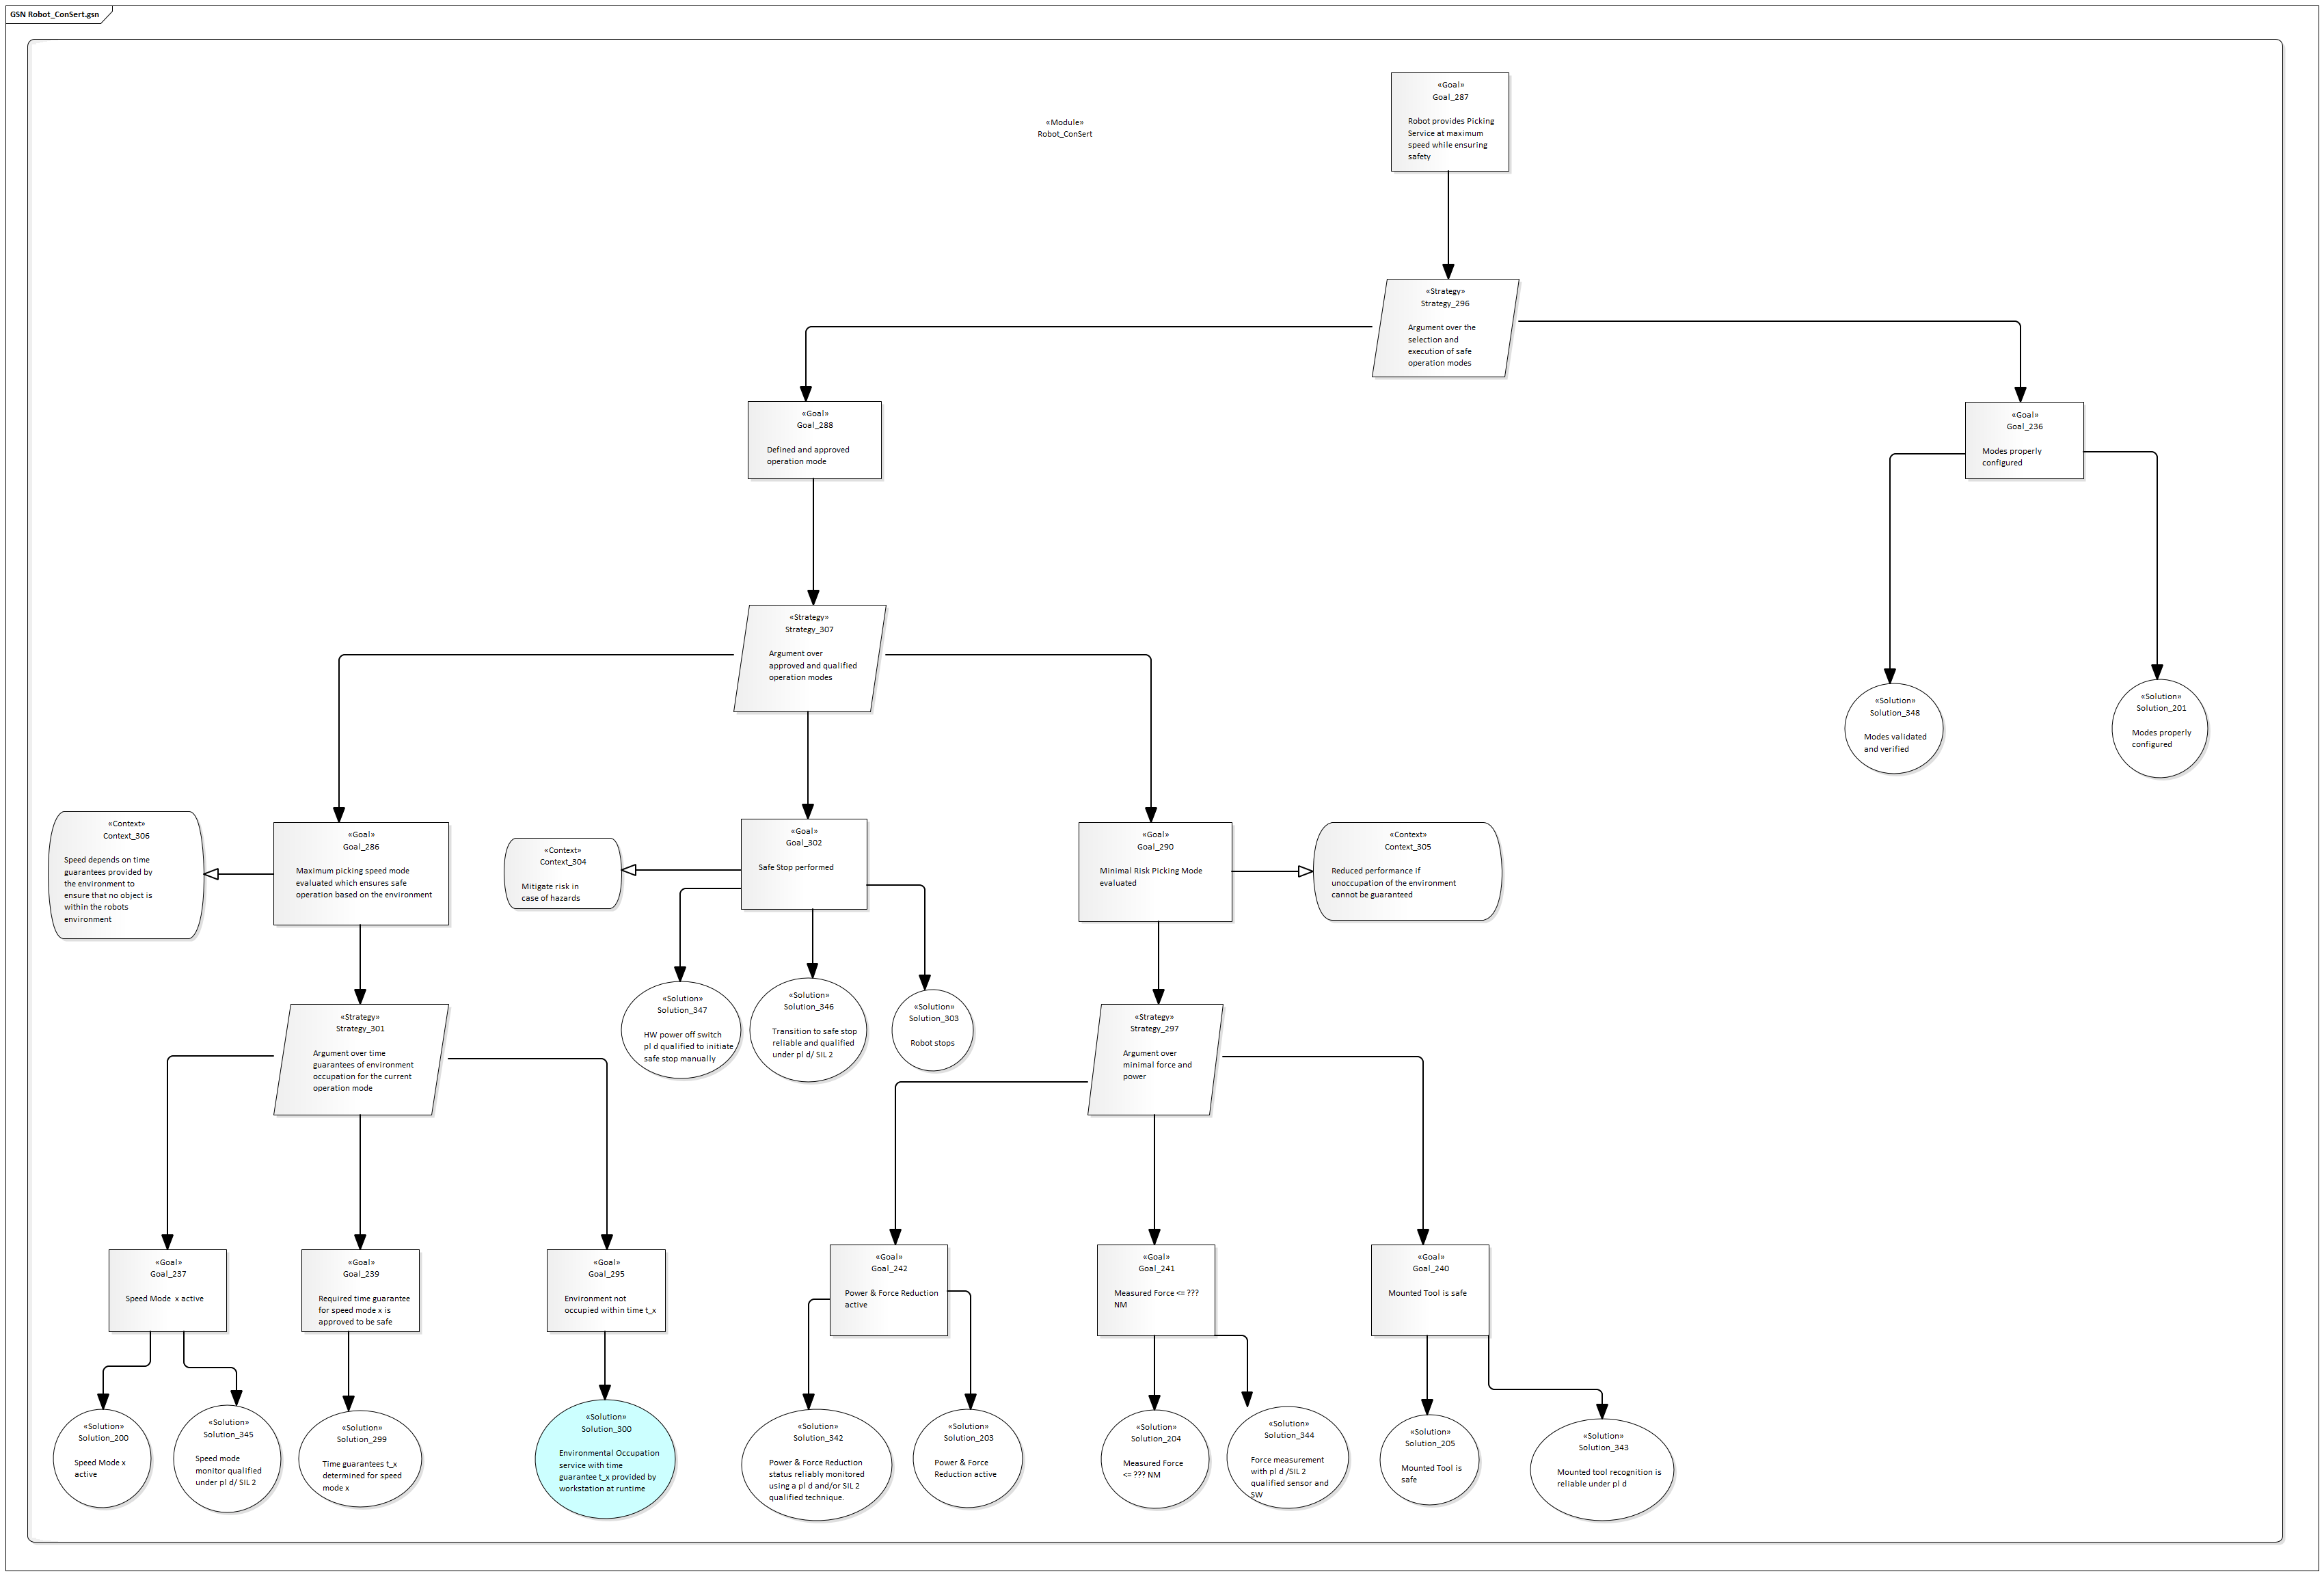 GSN Robot_ConSert.gsn
«Goal»
Goal_287
Robot provides Picking
Service at maximum
speed while ensuring
safety
«Module»
Robot_ConSert
«Strategy»
Strategy_296
Argument over the
selection and
execution of safe
operation modes
«Goal»
Goal_288
Defined and approved
operation mode
«Goal»
Goal_236
Modes properly
configured
«Strategy»
Strategy_307
Argument over
approved and qualified
operation modes
«Solution»
Solution_348
Modes validated
and verified
«Solution»
Solution_201
Modes properly
configured
«Context»
Context_306
Speed depends on time
guarantees provided by
the environment to
ensure that no object is
within the robots
environment
«Goal»
Goal_286
Maximum picking speed mode
evaluated which ensures safe
operation based on the environment
«Context»
Context_304
Mitigate risk in
case of hazards
«Goal»
Goal_302
Safe Stop performed
«Goal»
Goal_290
Minimal Risk Picking Mode
evaluated
«Context»
Context_305
Reduced performance if
unoccupation of the environment
cannot be guaranteed
«Strategy»
Strategy_301
Argument over time
guarantees of environment
occupation for the current
operation mode
«Solution»
Solution_347
HW power off switch
pl d qualified to initiate
safe stop manually
«Solution»
Solution_346
Transition to safe stop
reliable and qualified
under pl d/ SIL 2
«Solution»
Solution_303
Robot stops
«Strategy»
Strategy_297
Argument over
minimal force and
power
«Goal»
Goal_237
Speed Mode  x active
«Goal»
Goal_239
Required time guarantee
for speed mode x is
approved to be safe
«Goal»
Goal_295
Environment not
occupied within time t_x
«Goal»
Goal_242
Power & Force Reduction
active
«Goal»
Goal_241
Measured Force <= ???
NM
«Goal»
Goal_240
Mounted Tool is safe
«Solution»
Solution_200
Speed Mode x
active
«Solution»
Solution_345
Speed mode
monitor qualified
under pl d/ SIL 2
«Solution»
Solution_299
Time guarantees t_x
determined for speed
mode x
«Solution»
Solution_300
Environmental Occupation
service with time
guarantee t_x provided by
workstation at runtime
«Solution»
Solution_342
Power & Force Reduction
status reliably monitored
using a pl d and/or SIL 2
qualified technique.
«Solution»
Solution_203
Power & Force
Reduction active
«Solution»
Solution_204
Measured Force
<= ??? NM
«Solution»
Solution_344
Force measurement
with pl d /SIL 2
qualified sensor and
SW
«Solution»
Solution_205
Mounted Tool is
safe
«Solution»
Solution_343
Mounted tool recognition is
reliable under pl d